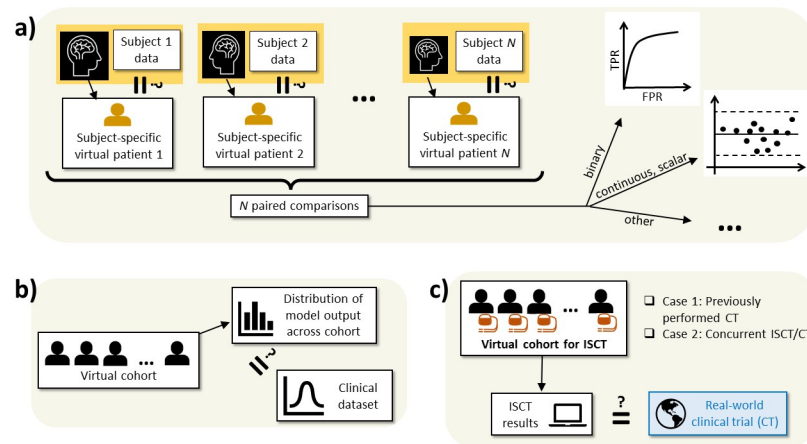 a)
Subject 1
data
Subject 2
data
Subject N
data
= ?
= ?
= ?
...
Subject-specific
virtual patient 1
Subject-specific
virtual patient 2
Subject-specific
virtual patient N
N paired comparisons
binary
continuous, scalar
other
...
TPR
FPR
b)
Virtual cohort
...
Distribution of
model output
across cohort
= ?
Clinical
dataset
c)
...
Virtual cohort for ISCT
❑ Case 1: Previously
performed CT
❑ Case 2: Concurrent ISCT/CT
ISCT
results
?
=
Real-world
clinical trial (CT)